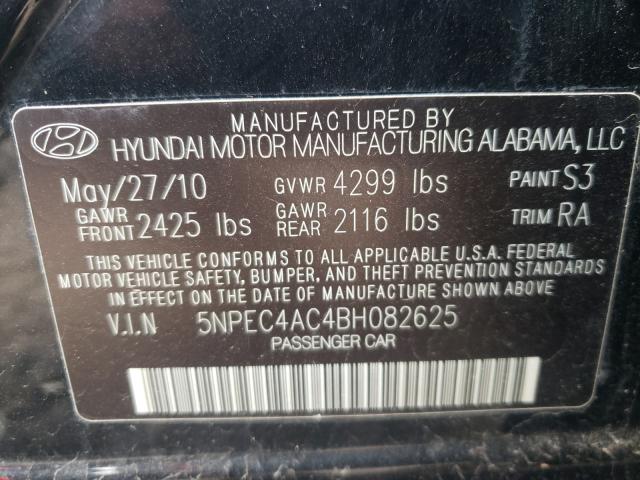 MANUFACTURED BY
HYUNDAI MOTOR MANUFACTURING ALABAMA, LLC
May/27/10 GVWR 4299 lbs PAINT S3
GAWR FRONT 2425 lbs GAWR REAR 2116 lbs TRIM RA
THIS VEHICLE CONFORMS TO ALL APPLICABLE U.S.A. FEDERAL
MOTOR VEHICLE SAFETY, BUMPER, AND THEFT PREVENTION STANDARDS
IN EFFECT ON THE DATE OF MANUFACTURE SHOWN ABOVE
V.I.N 5NPEC4AC4BH082625
PASSENGER CAR